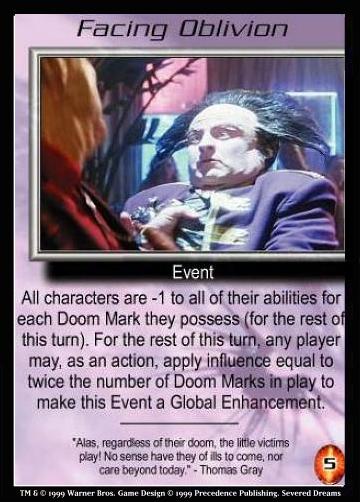 Facing Oblivion
Event
All characters are -1 to all of their abilities for
each Doom Mark they possess (for the rest of
this turn). For the rest of this turn, any player
may, as an action, apply influence equal to
twice the number of Doom Marks in play to
make this Event a Global Enhancement.
"Alas, regardless of their doom, the little victims
play! No sense have they of ills to come, nor
care beyond today." - Thomas Gray
5
TM & © 1999 Warner Bros. Game Design © 1999 Precedence Publishing. Severed Dreams